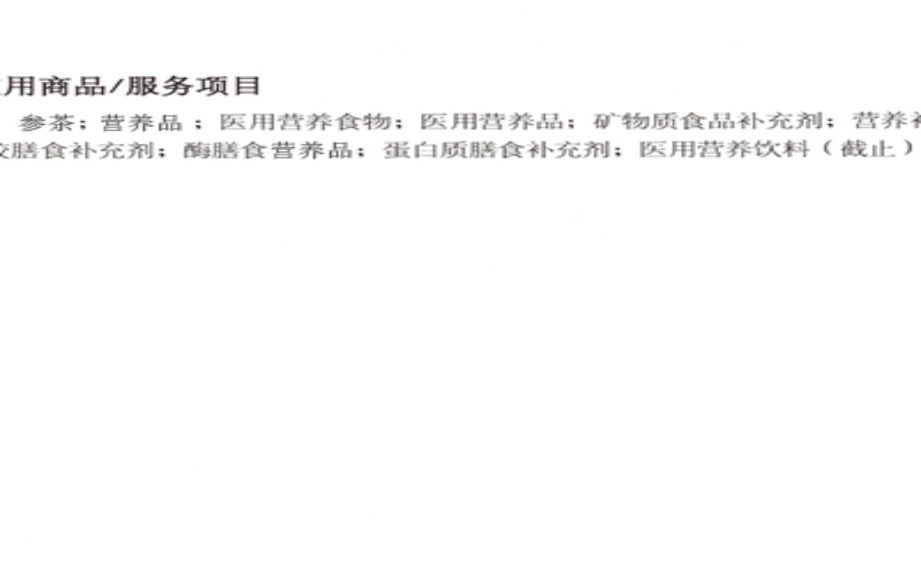 用商品/服务项目
参茶；营养品；医用营养食物；医用营养品；矿物质食品补充剂；营养
膳食补充剂；酶膳食营养品；蛋白质膳食补充剂；医用营养饮料（截止）